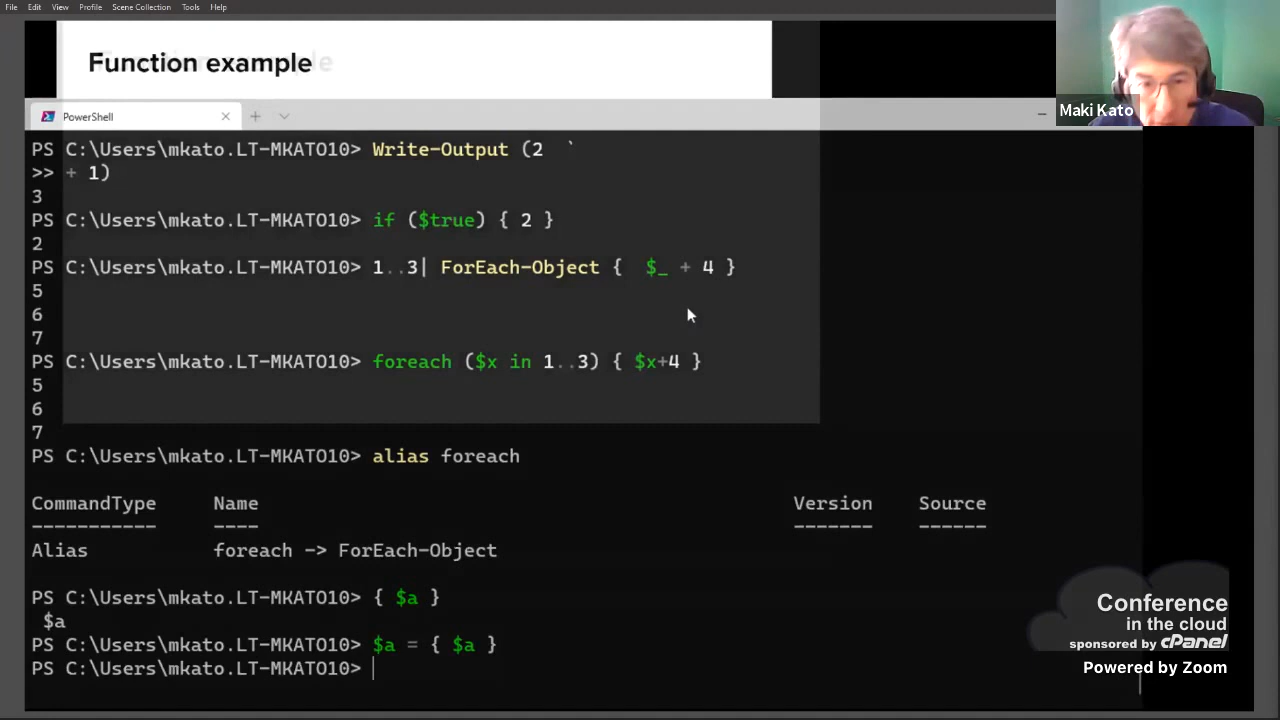 File Edit View Profile Scene Collection Tools Help
Function example
Maki Kato
PowerShell
PS C:\Users\mkato.LT-MKATO10> Write-Output (2  `
>> + 1)
3
PS C:\Users\mkato.LT-MKATO10> if ($true) { 2 }
2
PS C:\Users\mkato.LT-MKATO10> 1..3| ForEach-Object {  $_ + 4 }
5
6
7
PS C:\Users\mkato.LT-MKATO10> foreach ($x in 1..3) { $x+4 }
5
6
7
PS C:\Users\mkato.LT-MKATO10> alias foreach
CommandType Name Version Source
----------- ---- ------- ------
Alias foreach -> ForEach-Object
PS C:\Users\mkato.LT-MKATO10> { $a }
$a
PS C:\Users\mkato.LT-MKATO10> $a = { $a }
PS C:\Users\mkato.LT-MKATO10>
Conference
in the cloud
sponsored by cPanel
Powered by Zoom